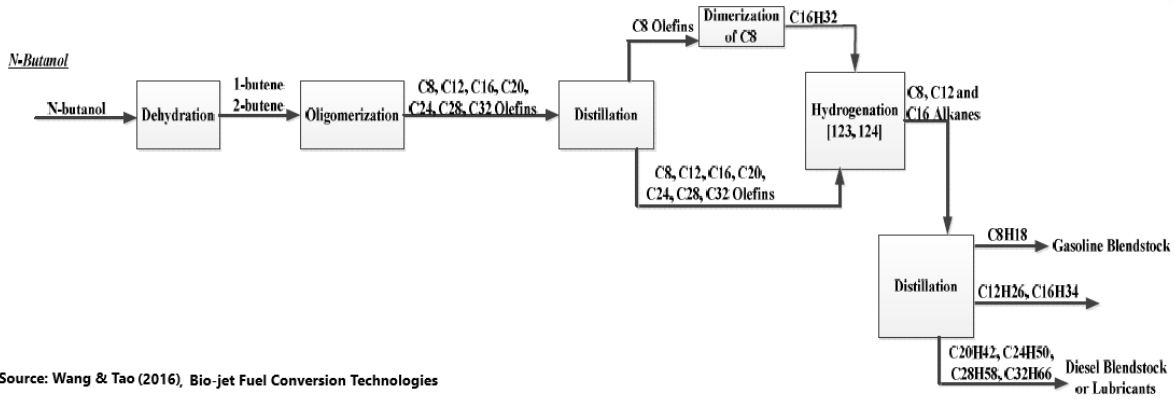 N-Butanol
N-butanol
Dehydration
1-butene
2-butene
Oligomerization
C8, C12, C16, C20,
C24, C28, C32 Olefins
Distillation
C8 Olefins
Dimerization
of C8
C16H32
C8, C12, C16, C20,
C24, C28, C32 Olefins
Hydrogenation
[123, 124]
C8, C12 and
C16 Alkanes
Distillation
C8H18
Gasoline Blendstock
C12H26, C16H34
C20H42, C24H50,
C28H58, C32H66
Diesel Blendstock
or Lubricants
Source: Wang & Tao (2016), Bio-jet Fuel Conversion Technologies